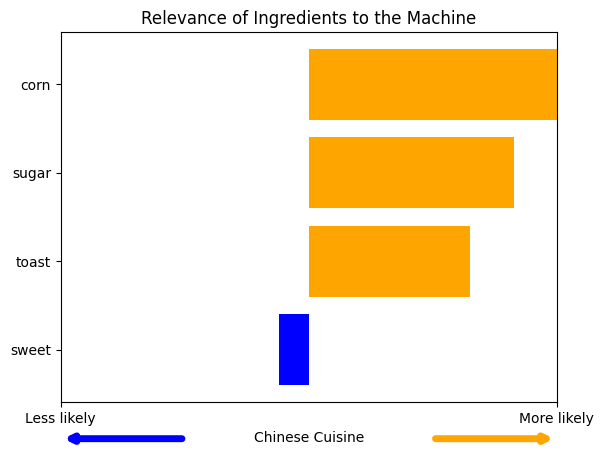 Relevance of Ingredients to the Machine
corn
sugar
toast
sweet
Less likely
More likely
Chinese Cuisine